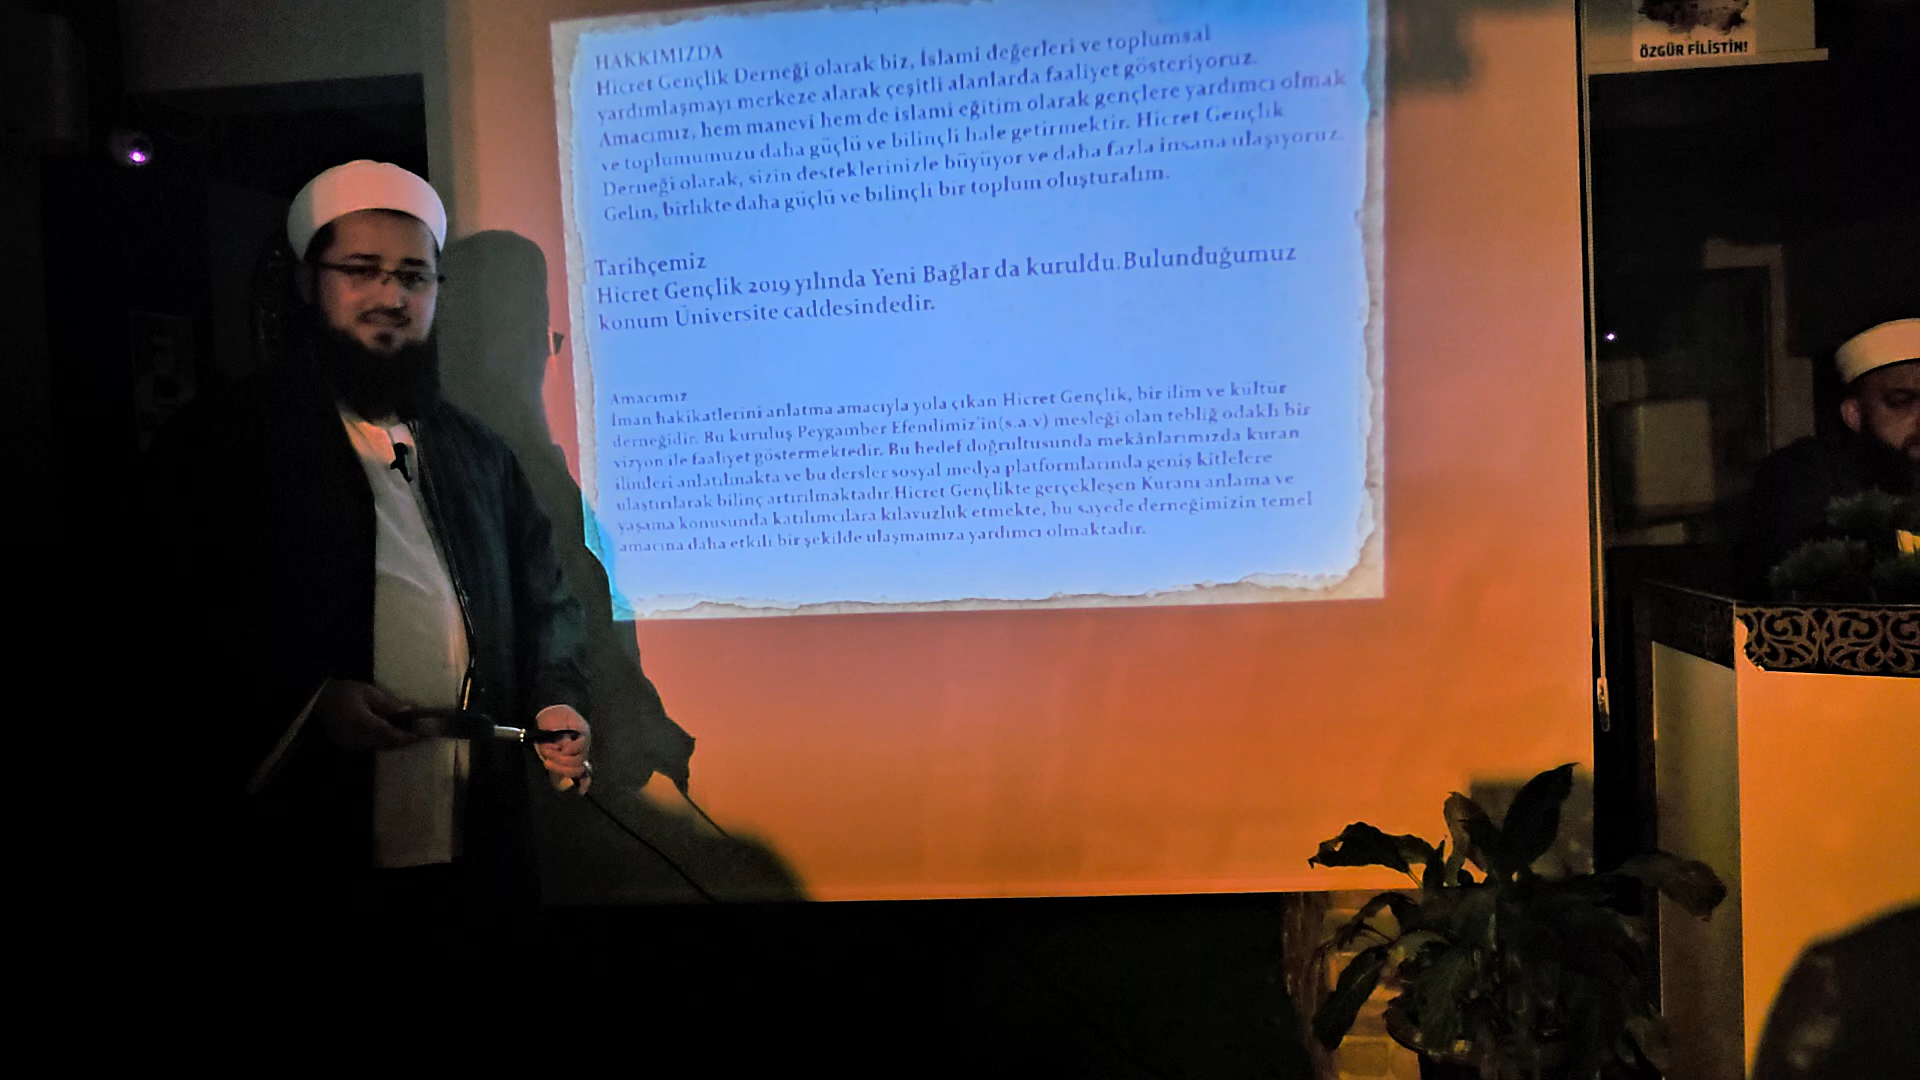 HAKKIMIZDA
Hicret Gençlik Derneği olarak biz, İslami değerleri ve toplumsal
yardımlaşmayı merkeze alarak çeşitli alanlarda faaliyet gösteriyoruz.
Amacımız, hem manevi hem de islami eğitim olarak gençlere yardımcı olmak
ve toplumumuzu daha güçlü ve bilinçli hale getirmektir. Hicret Gençlik
Derneği olarak, sizin desteklerinizle büyüyor ve daha fazla insana ulaşıyoruz.
Gelin, birlikte daha güçlü ve bilinçli bir toplum oluşturalım.
Tarihçemiz
Hicret Gençlik 2019 yılında Yeni Bağlar da kuruldu.Bulunduğumuz
konum Üniversite caddesindedir.
Amacımız
İman hakikatlerini anlatma amacıyla yola çıkan Hicret Gençlik, bir ilim ve kültür
derneğidir. Bu kuruluş Peygamber Efendimiz'in(s.a.v) mesleği olan tebliğ odaklı bir
vizyon ile faaliyet göstermektedir. Bu hedef doğrultusunda mekânlarımızda kuran
ilimleri anlatılmakta ve bu dersler sosyal medya platformlarında geniş kitlelere
ulaştırılarak bilinç artırılmaktadır.Hicret Gençlikte gerçekleşen Kuranı anlama ve
yaşama konusunda katılımcılara kılavuzluk etmekte, bu sayede derneğimizin temel
amacına daha etkili bir şekilde ulaşmamıza yardımcı olmaktadır.
ÖZGÜR FİLİSTİN!